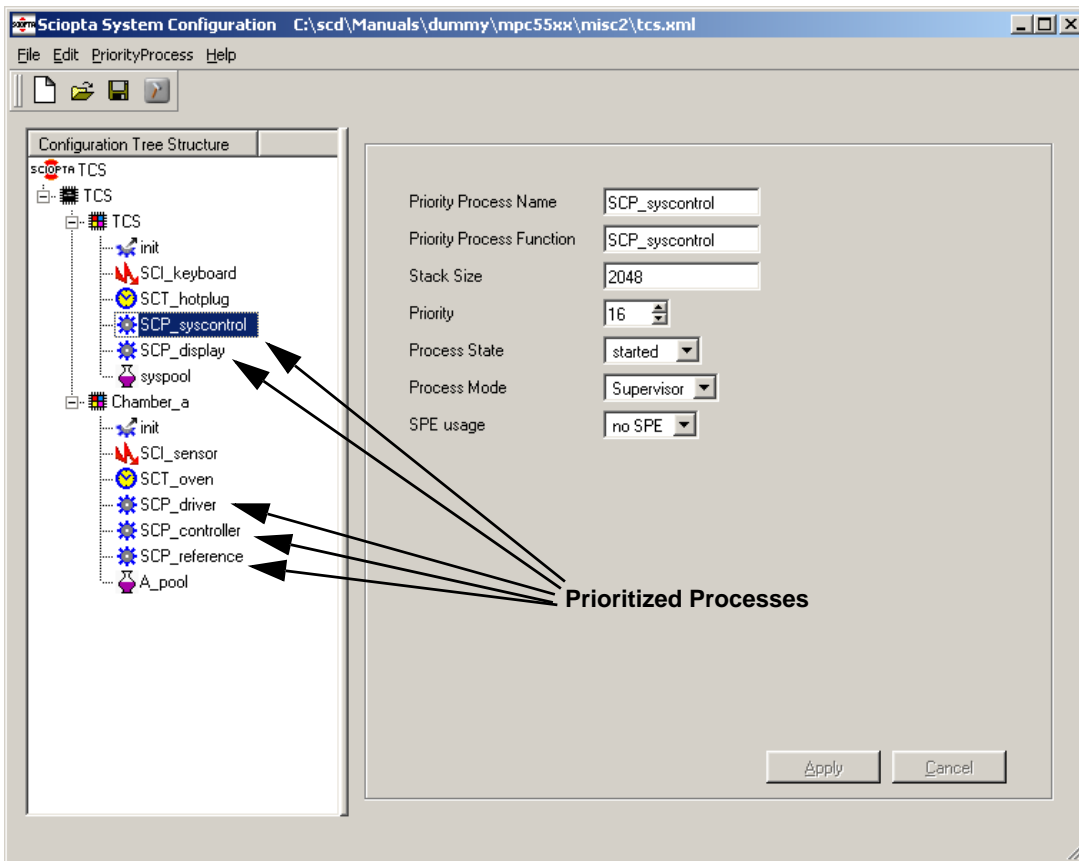 Sciopta System Configuration C:\scd\Manuals\dummy\mpc55xx\misc2\tcs.xml
File Edit PriorityProcess Help
Configuration Tree Structure
SCIOPTA TCS
TCS
TCS
init
SCI_keyboard
SCT_hotplug
SCP_syscontrol
SCP_display
syspool
Chamber_a
init
SCI_sensor
SCT_oven
SCP_driver
SCP_controller
SCP_reference
A_pool
Priority Process Name SCP_syscontrol
Priority Process Function SCP_syscontrol
Stack Size 2048
Priority 16
Process State started
Process Mode Supervisor
SPE usage no SPE
Prioritized Processes
Apply Cancel